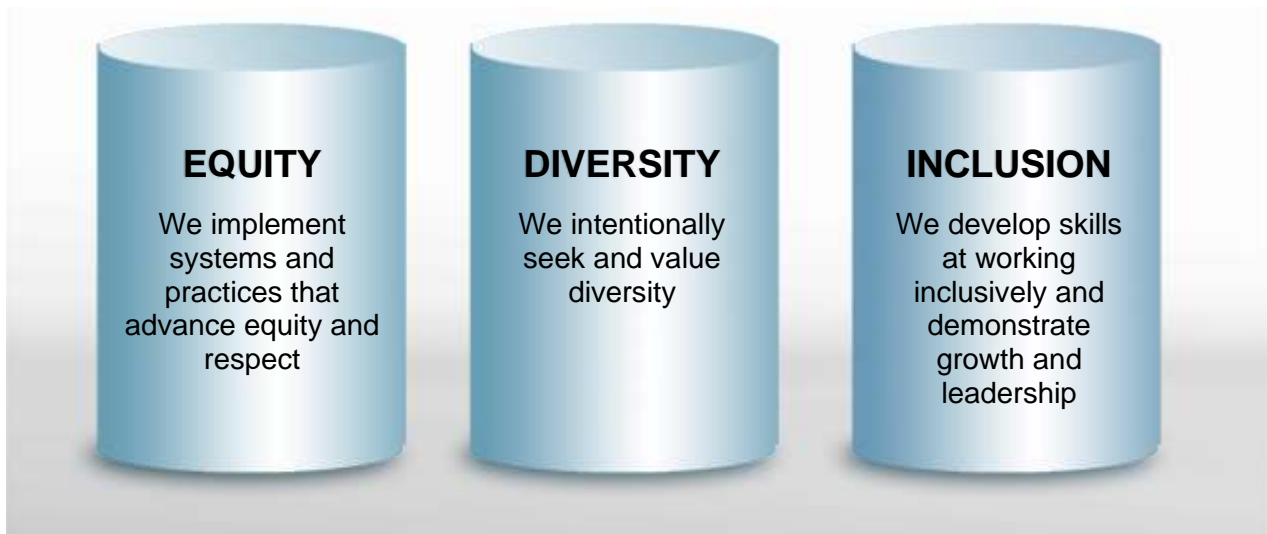 EQUITY
We implement
systems and
practices that
advance equity and
respect
DIVERSITY
We intentionally
seek and value
diversity
INCLUSION
We develop skills
at working
inclusively and
demonstrate
growth and
leadership